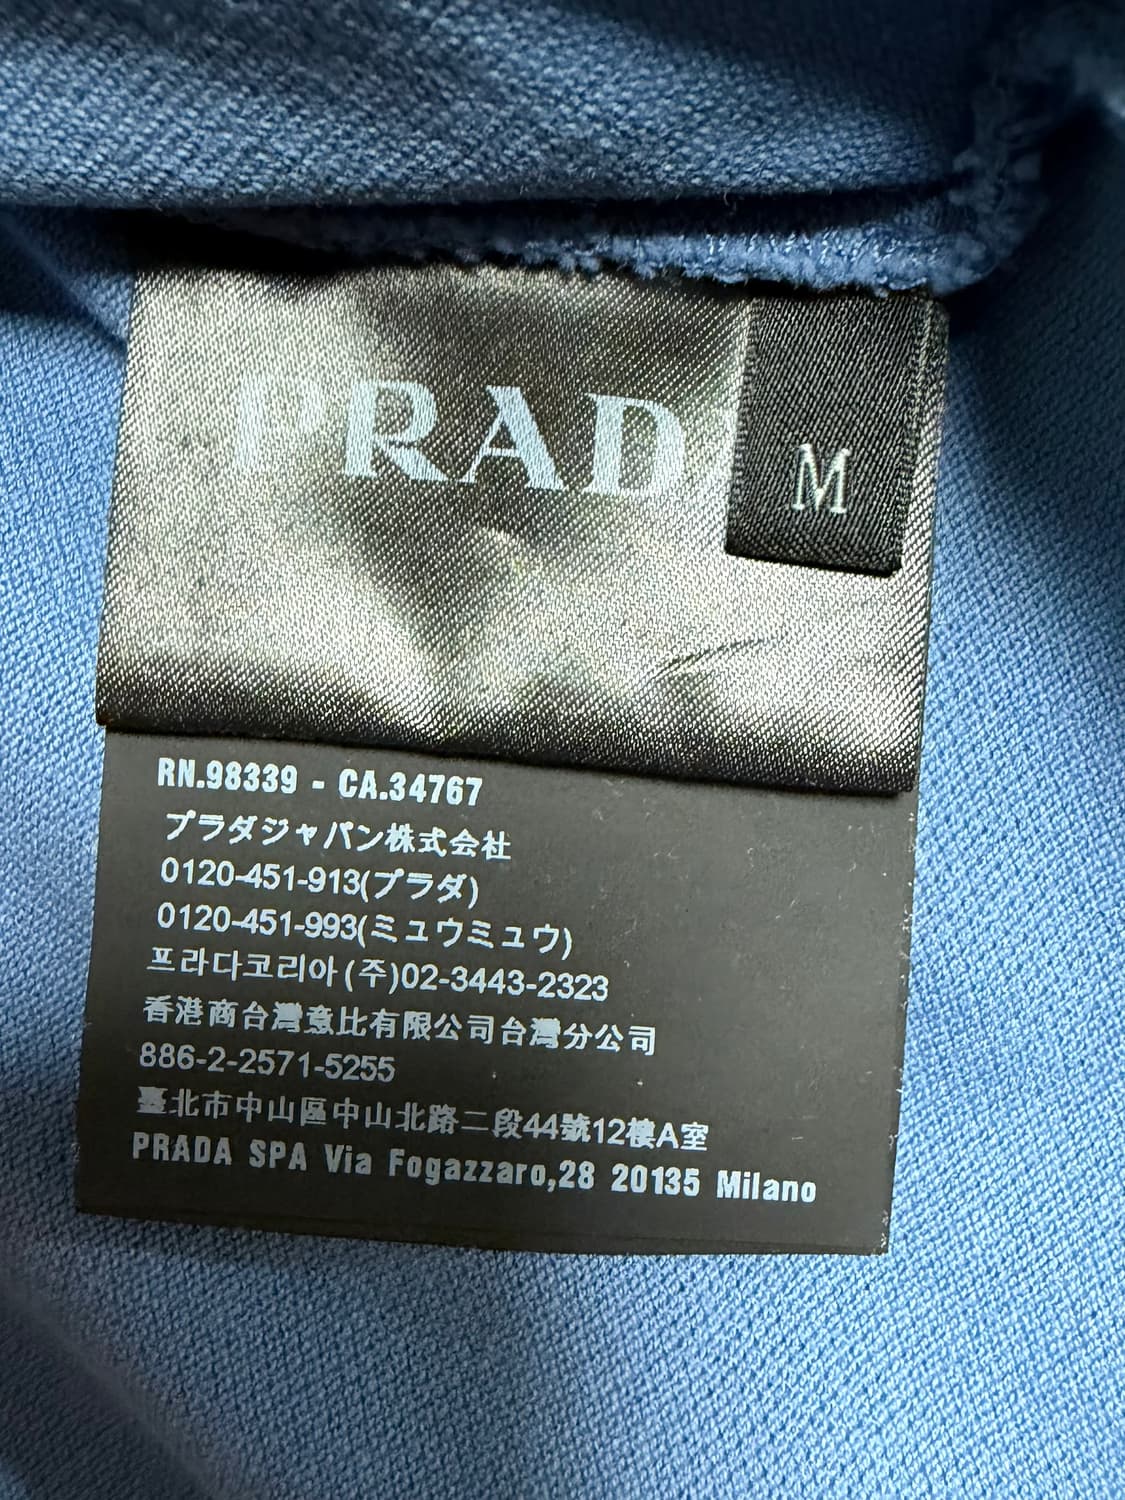 PRADA
M
RN.98339 - CA.34767
プラダジャパン株式会社
0120-451-913(プラダ)
0120-451-993(ミュウミュウ)
프라다코리아(주)02-3443-2323
香港商台灣意比有限公司台灣分公司
886-2-2571-5255
臺北市中山區中山北路二段44號12樓A室
PRADA SPA Via Fogazzaro,28 20135 Milano